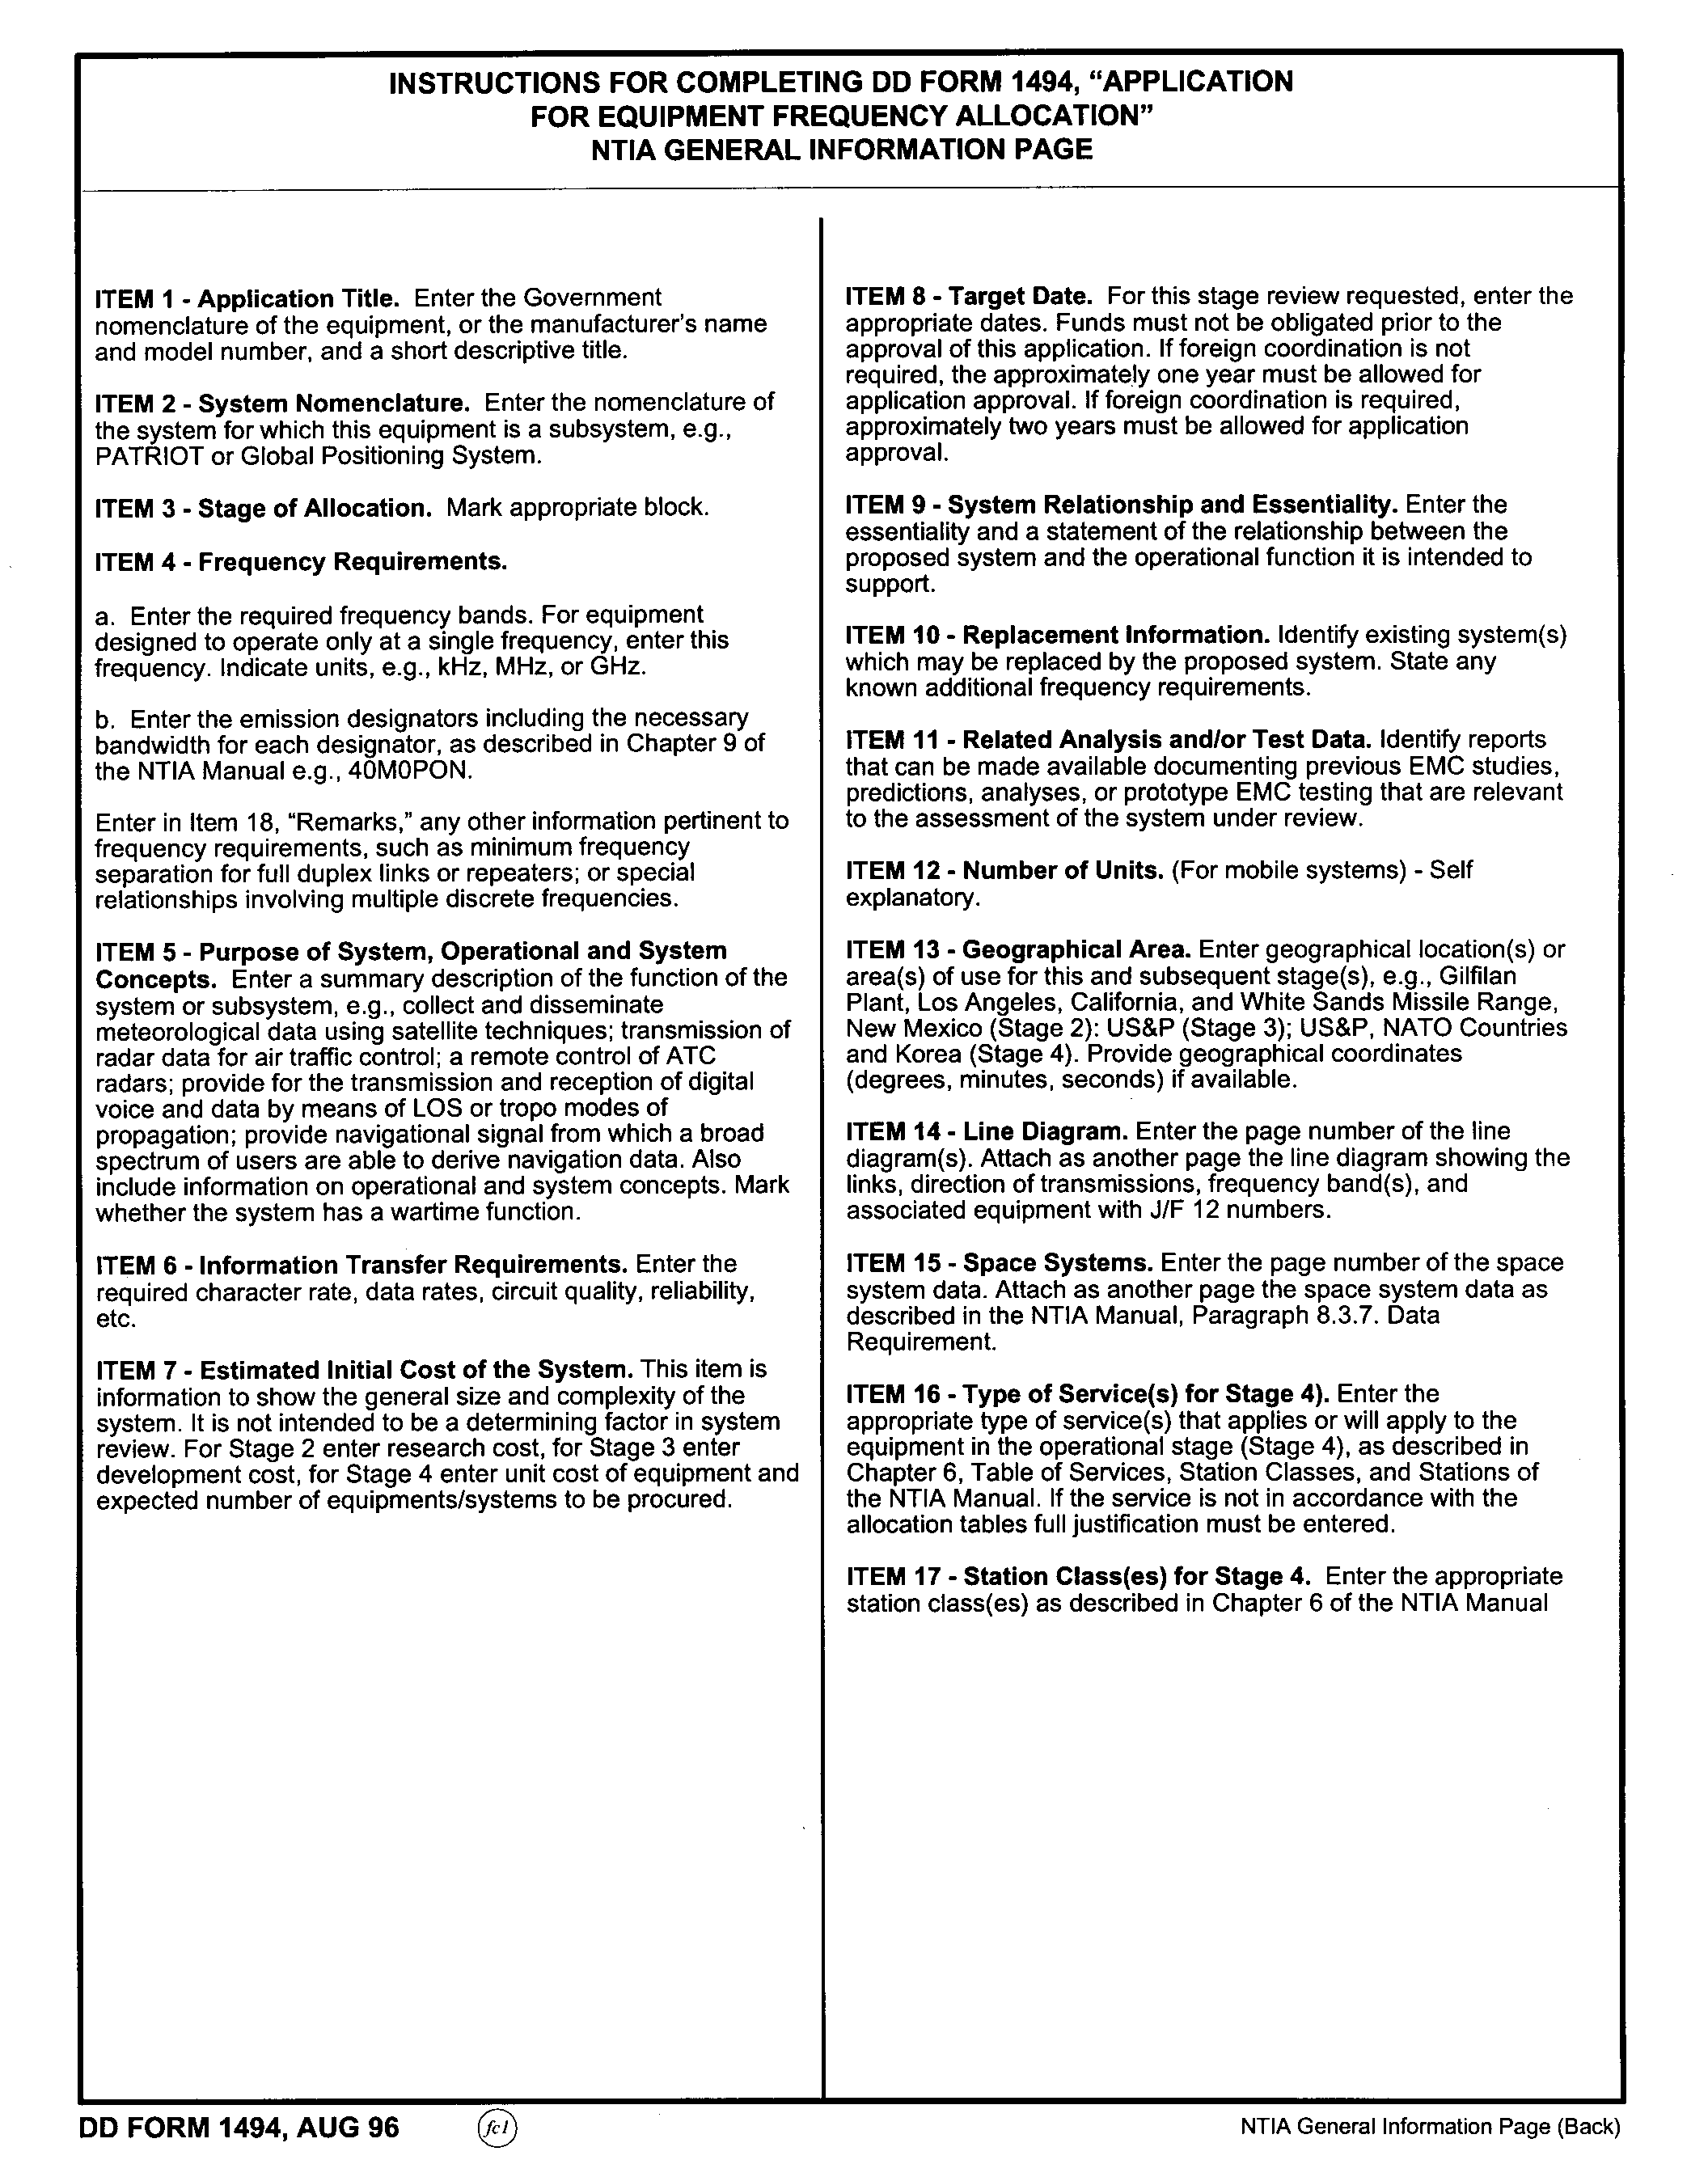 INSTRUCTIONS FOR COMPLETING DD FORM 1494, “APPLICATION
FOR EQUIPMENT FREQUENCY ALLOCATION”
NTIA GENERAL INFORMATION PAGE
ITEM 1 - Application Title. Enter the Government
nomenclature of the equipment, or the manufacturer's name
and model number, and a short descriptive title.
ITEM 2 - System Nomenclature. Enter the nomenclature of
the system for which this equipment is a subsystem, e.g.,
PATRIOT or Global Positioning System.
ITEM 3 - Stage of Allocation. Mark appropriate block.
ITEM 4 - Frequency Requirements.
a. Enter the required frequency bands. For equipment
designed to operate only at a single frequency, enter this
frequency. Indicate units, e.g., kHz, MHz, or GHz.
b. Enter the emission designators including the necessary
bandwidth for each designator, as described in Chapter 9 of
the NTIA Manual e.g., 40M0PON.
Enter in Item 18, “Remarks,” any other information pertinent to
frequency requirements, such as minimum frequency
separation for full duplex links or repeaters; or special
relationships involving multiple discrete frequencies.
ITEM 5 - Purpose of System, Operational and System
Concepts. Enter a summary description of the function of the
system or subsystem, e.g., collect and disseminate
meteorological data using satellite techniques; transmission of
radar data for air traffic control; a remote control of ATC
radars; provide for the transmission and reception of digital
voice and data by means of LOS or tropo modes of
propagation; provide navigational signal from which a broad
spectrum of users are able to derive navigation data. Also
include information on operational and system concepts. Mark
whether the system has a wartime function.
ITEM 6 - Information Transfer Requirements. Enter the
required character rate, data rates, circuit quality, reliability,
etc.
ITEM 7 - Estimated Initial Cost of the System. This item is
information to show the general size and complexity of the
system. It is not intended to be a determining factor in system
review. For Stage 2 enter research cost, for Stage 3 enter
development cost, for Stage 4 enter unit cost of equipment and
expected number of equipments/systems to be procured.
ITEM 8 - Target Date. For this stage review requested, enter the
appropriate dates. Funds must not be obligated prior to the
approval of this application. If foreign coordination is not
required, the approximately one year must be allowed for
application approval. If foreign coordination is required,
approximately two years must be allowed for application
approval.
ITEM 9 - System Relationship and Essentiality. Enter the
essentiality and a statement of the relationship between the
proposed system and the operational function it is intended to
support.
ITEM 10 - Replacement Information. Identify existing system(s)
which may be replaced by the proposed system. State any
known additional frequency requirements.
ITEM 11 - Related Analysis and/or Test Data. Identify reports
that can be made available documenting previous EMC studies,
predictions, analyses, or prototype EMC testing that are relevant
to the assessment of the system under review.
ITEM 12 - Number of Units. (For mobile systems) - Self
explanatory.
ITEM 13 - Geographical Area. Enter geographical location(s) or
area(s) of use for this and subsequent stage(s), e.g., Gilfilan
Plant, Los Angeles, California, and White Sands Missile Range,
New Mexico (Stage 2): US&P (Stage 3); US&P, NATO Countries
and Korea (Stage 4). Provide geographical coordinates
(degrees, minutes, seconds) if available.
ITEM 14 - Line Diagram. Enter the page number of the line
diagram(s). Attach as another page the line diagram showing the
links, direction of transmissions, frequency band(s), and
associated equipment with J/F 12 numbers.
ITEM 15 - Space Systems. Enter the page number of the space
system data. Attach as another page the space system data as
described in the NTIA Manual, Paragraph 8.3.7. Data
Requirement.
ITEM 16 - Type of Service(s) for Stage 4). Enter the
appropriate type of service(s) that applies or will apply to the
equipment in the operational stage (Stage 4), as described in
Chapter 6, Table of Services, Station Classes, and Stations of
the NTIA Manual. If the service is not in accordance with the
allocation tables full justification must be entered.
ITEM 17 - Station Class(es) for Stage 4. Enter the appropriate
station class(es) as described in Chapter 6 of the NTIA Manual
DD FORM 1494, AUG 96 fc1 NTIA General Information Page (Back)